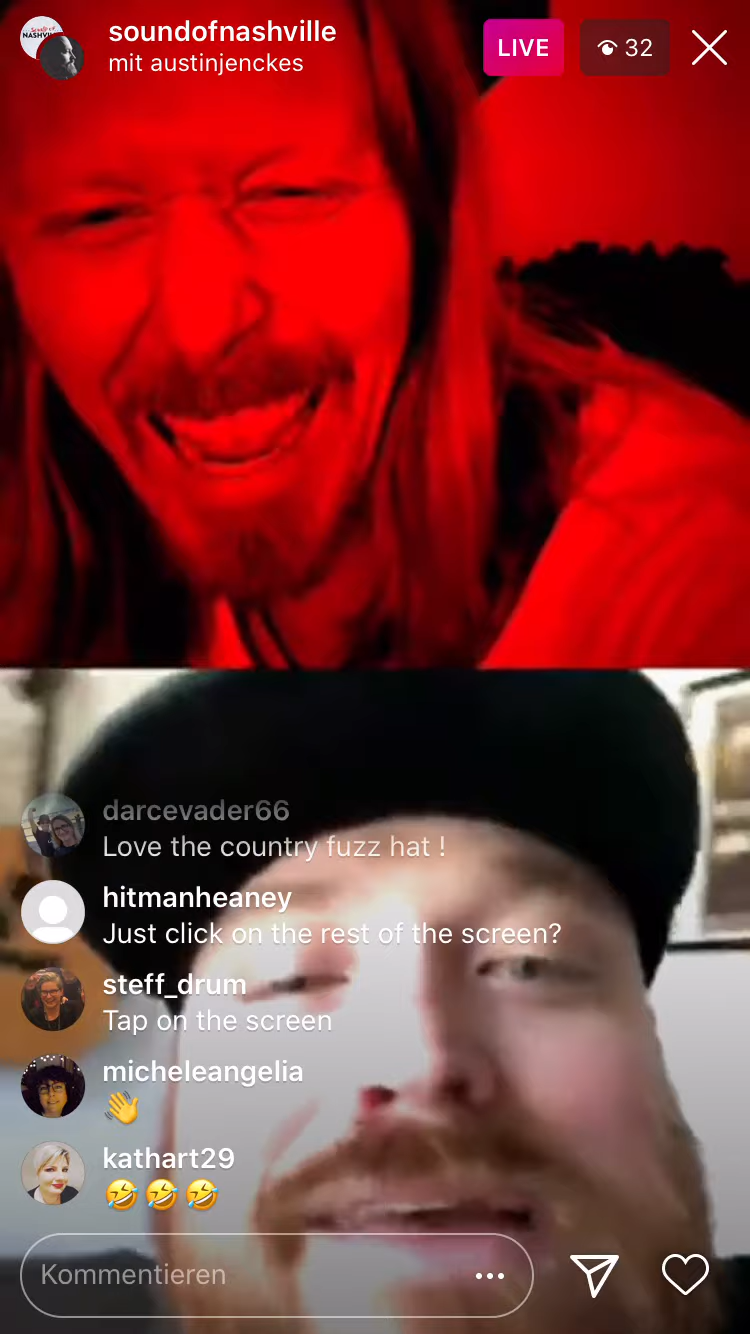 soundofnashville
mit austinjenckes
LIVE
32
darcevader66
Love the country fuzz hat !
hitmanheaney
Just click on the rest of the screen?
steff_drum
Tap on the screen
micheleangelia
👋
kathart29
🤣🤣🤣
Kommentieren